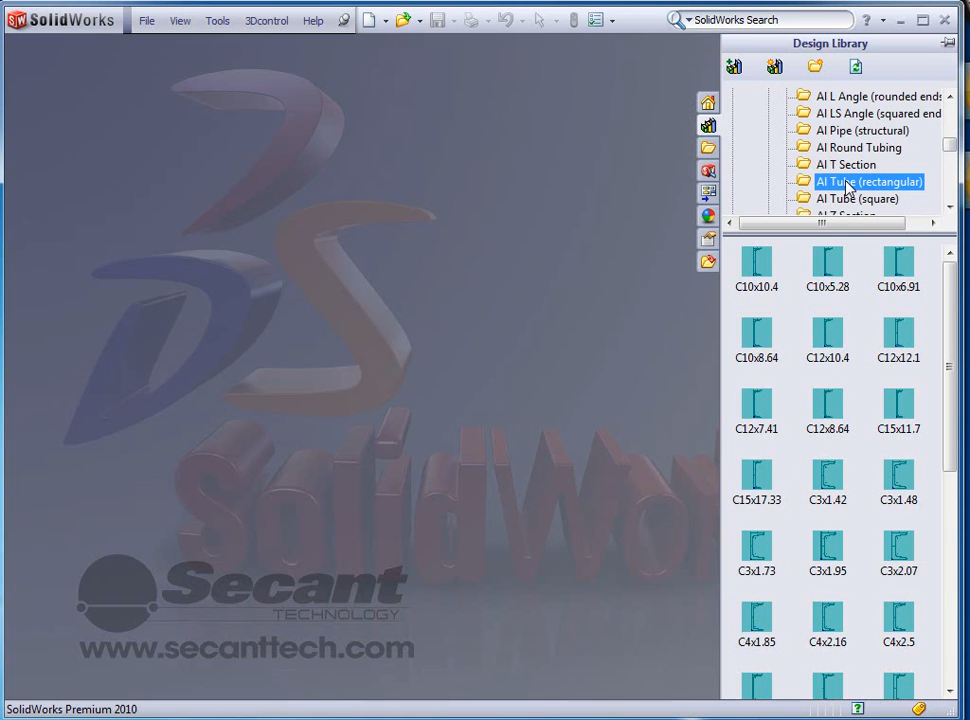 SolidWorks File View Tools 3Dcontrol Help SolidWorks Search
Design Library
Al L Angle (rounded ends
Al LS Angle (squared end
Al Pipe (structural)
Al Round Tubing
Al T Section
Al Tube (rectangular)
Al Tube (square)
Al Z Section
C10x10.4 C10x5.28 C10x6.91
C10x8.64 C12x10.4 C12x12.1
C12x7.41 C12x8.64 C15x11.7
C15x17.33 C3x1.42 C3x1.48
C3x1.73 C3x1.95 C3x2.07
C4x1.85 C4x2.16 C4x2.5
SolidWor
Secant
TECHNOLOGY
www.secanttech.com
SolidWorks Premium 2010